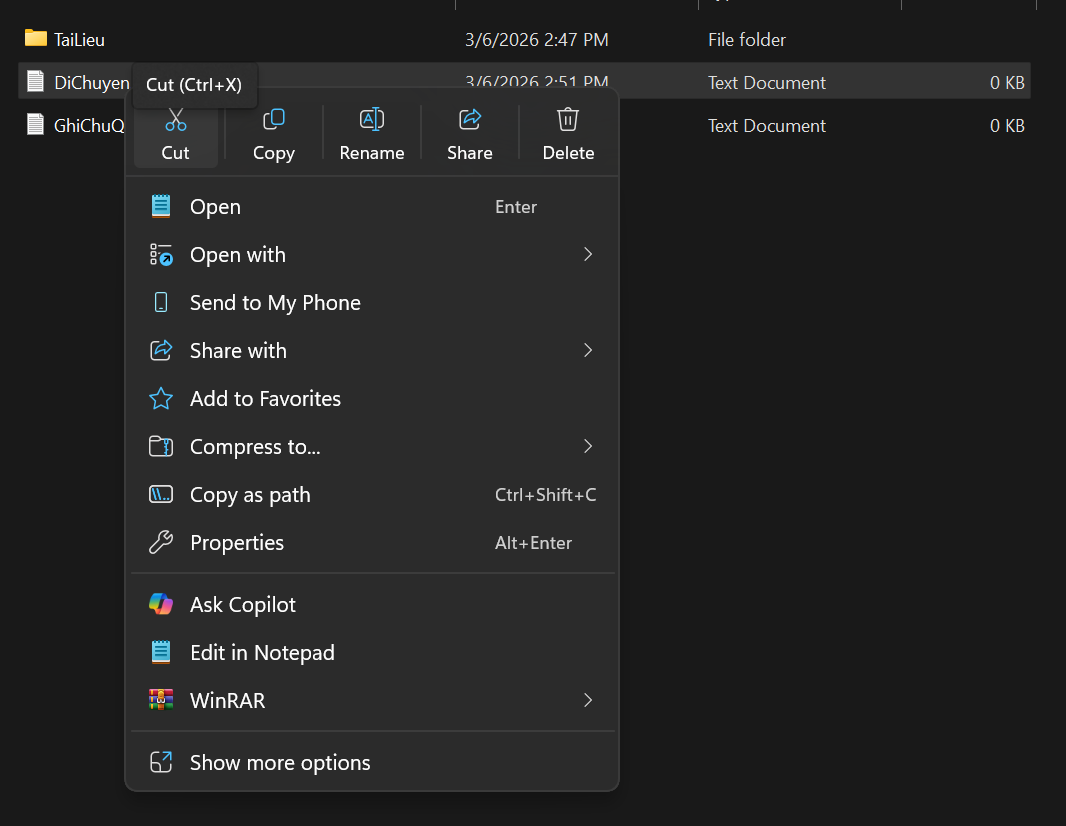 TaiLieu 3/6/2026 2:47 PM File folder
DiChuyen 3/6/2026 2:51 PM Text Document 0 KB
Cut (Ctrl+X)
GhiChuQ Text Document 0 KB
Cut Copy Rename Share Delete
Open Enter
Open with
Send to My Phone
Share with
Add to Favorites
Compress to...
Copy as path Ctrl+Shift+C
Properties Alt+Enter
Ask Copilot
Edit in Notepad
WinRAR
Show more options